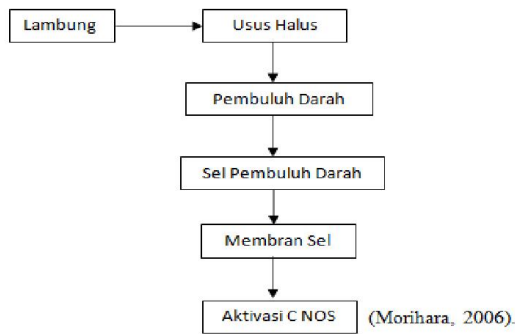 Lambung
Usus Halus
Pembuluh Darah
Sel Pembuluh Darah
Membran Sel
Aktivasi C NOS (Morihara, 2006).